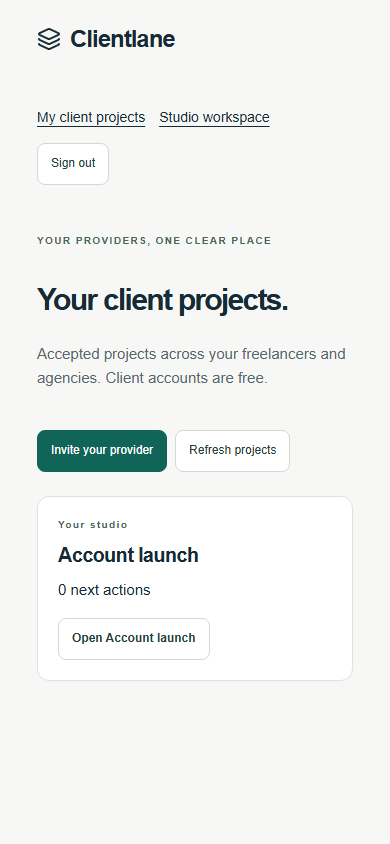 Clientlane
My client projects Studio workspace
Sign out
YOUR PROVIDERS, ONE CLEAR PLACE
Your client projects.
Accepted projects across your freelancers and
agencies. Client accounts are free.
Invite your provider Refresh projects
Your studio
Account launch
0 next actions
Open Account launch